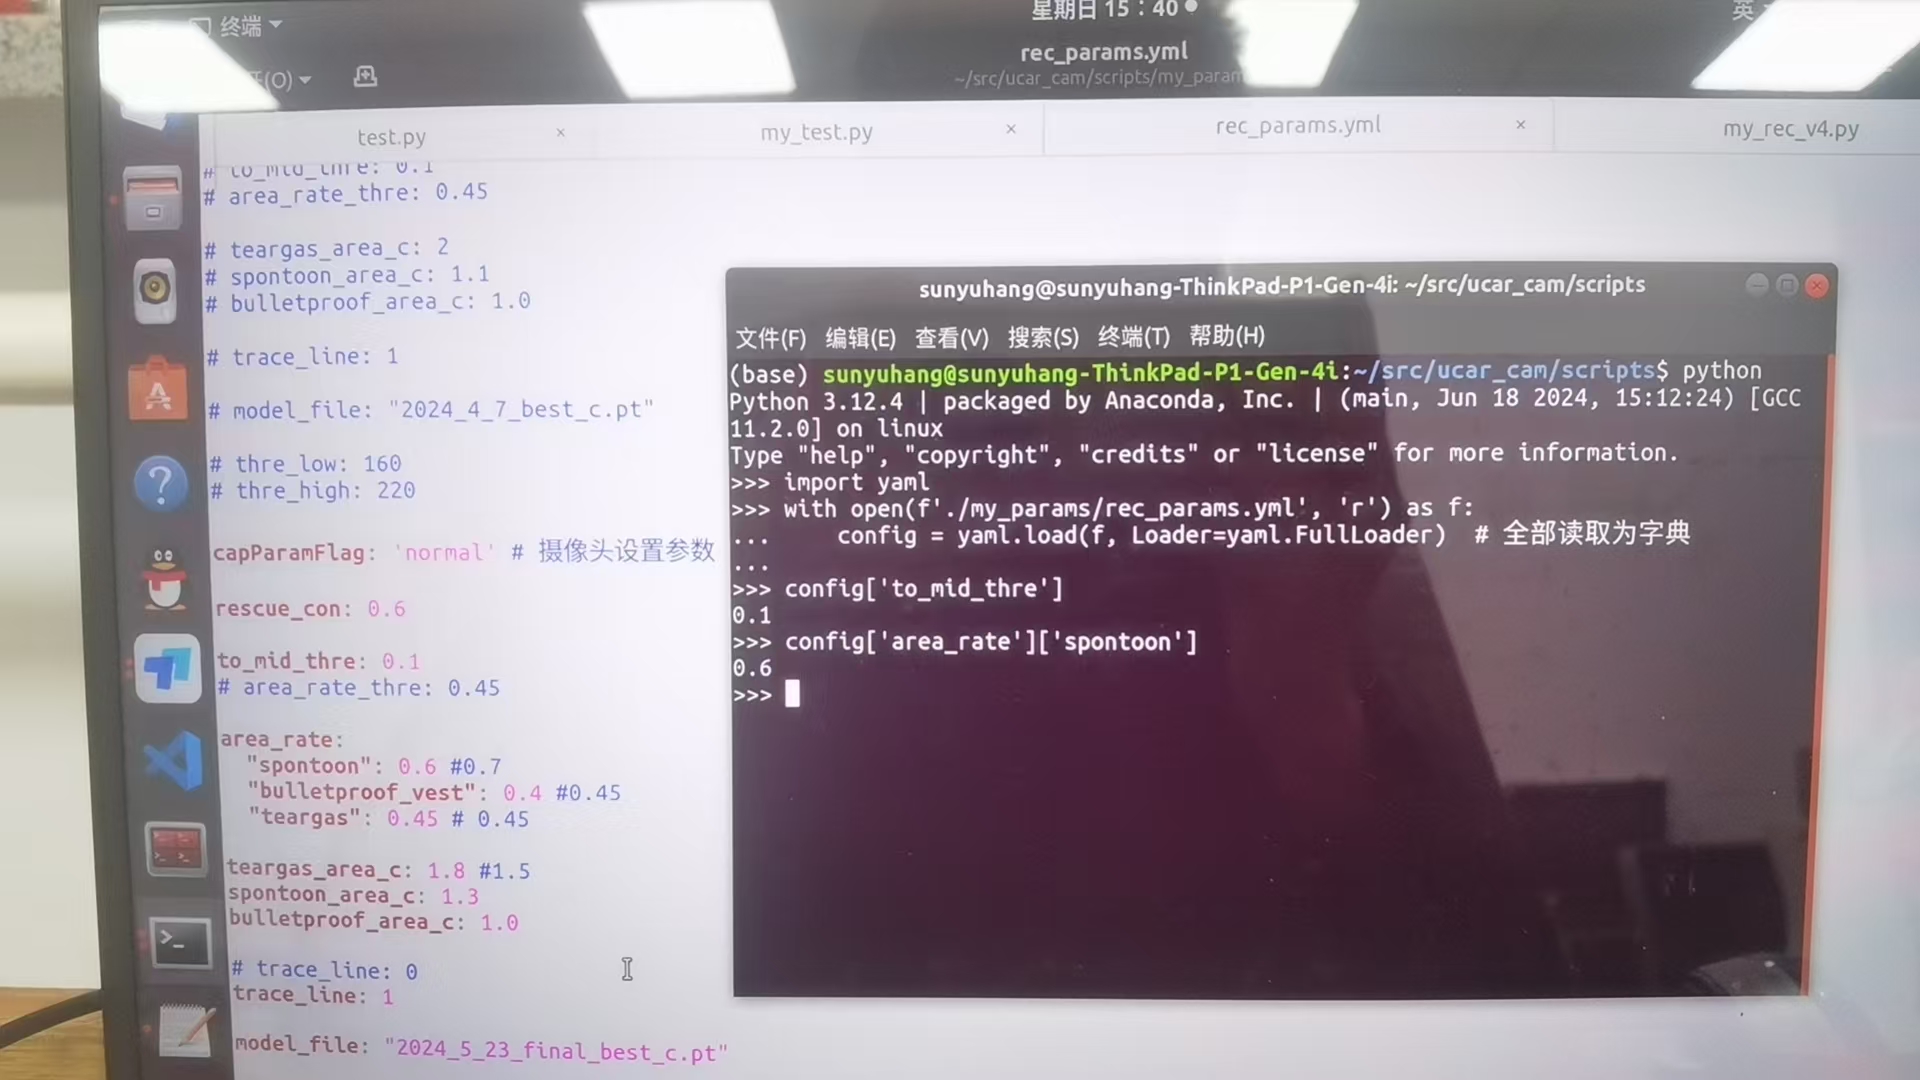 终端
星期日 15：40
英
(O)
rec_params.yml
~/src/ucar_cam/scripts/my_param
test.py
my_test.py
rec_params.yml
my_rec_v4.py
# to_mid_thre: 0.1
# area_rate_thre: 0.45
# teargas_area_c: 2
# spontoon_area_c: 1.1
# bulletproof_area_c: 1.0
# trace_line: 1
# model_file: "2024_4_7_best_c.pt"
# thre_low: 160
# thre_high: 220
capParamFlag: 'normal' # 摄像头设置参数
rescue_con: 0.6
to_mid_thre: 0.1
# area_rate_thre: 0.45
area_rate:
"spontoon": 0.6 #0.7
"bulletproof_vest": 0.4 #0.45
"teargas": 0.45 # 0.45
teargas_area_c: 1.8 #1.5
spontoon_area_c: 1.3
bulletproof_area_c: 1.0
# trace_line: 0
trace_line: 1
model_file: "2024_5_23_final_best_c.pt"
sunyuhang@sunyuhang-ThinkPad-P1-Gen-4i: ~/src/ucar_cam/scripts
文件(F) 编辑(E) 查看(V) 搜索(S) 终端(T) 帮助(H)
(base) sunyuhang@sunyuhang-ThinkPad-P1-Gen-4i:~/src/ucar_cam/scripts$ python
Python 3.12.4 | packaged by Anaconda, Inc. | (main, Jun 18 2024, 15:12:24) [GCC
11.2.0] on linux
Type "help", "copyright", "credits" or "license" for more information.
>>> import yaml
>>> with open(f'./my_params/rec_params.yml', 'r') as f:
...     config = yaml.load(f, Loader=yaml.FullLoader)  # 全部读取为字典
...
>>> config['to_mid_thre']
0.1
>>> config['area_rate']['spontoon']
0.6
>>>